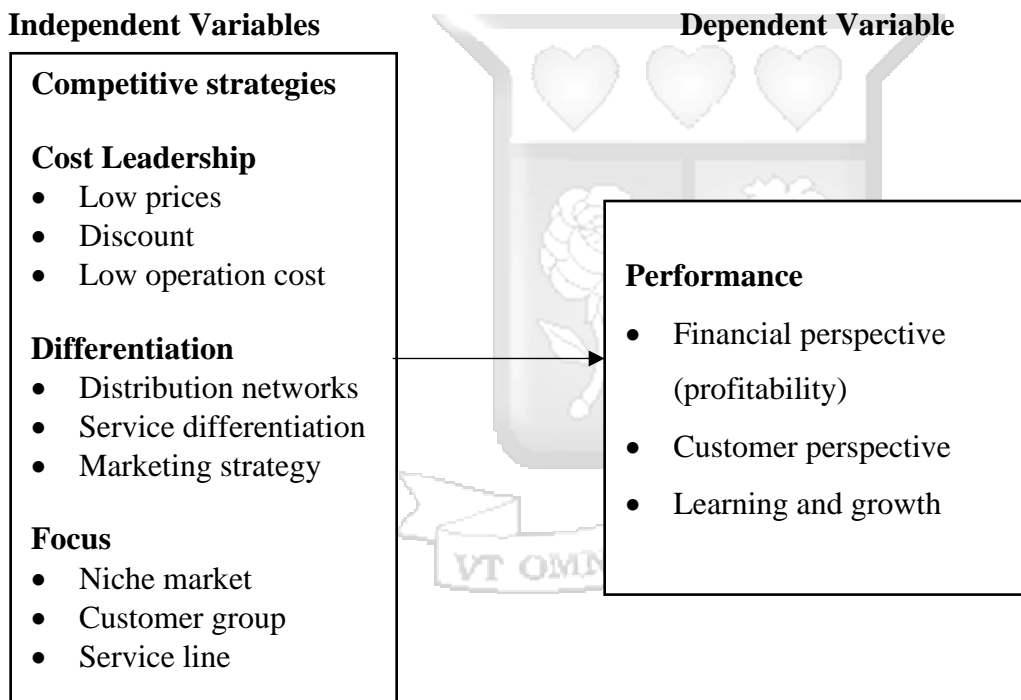 Independent Variables
Competitive strategies
Cost Leadership
• Low prices
• Discount
• Low operation cost
Differentiation
• Distribution networks
• Service differentiation
• Marketing strategy
Focus
• Niche market
• Customer group
• Service line
Dependent Variable
Performance
• Financial perspective
(profitability)
• Customer perspective
• Learning and growth
VT